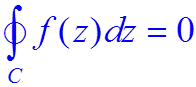 ∮_C f(z)dz = 0